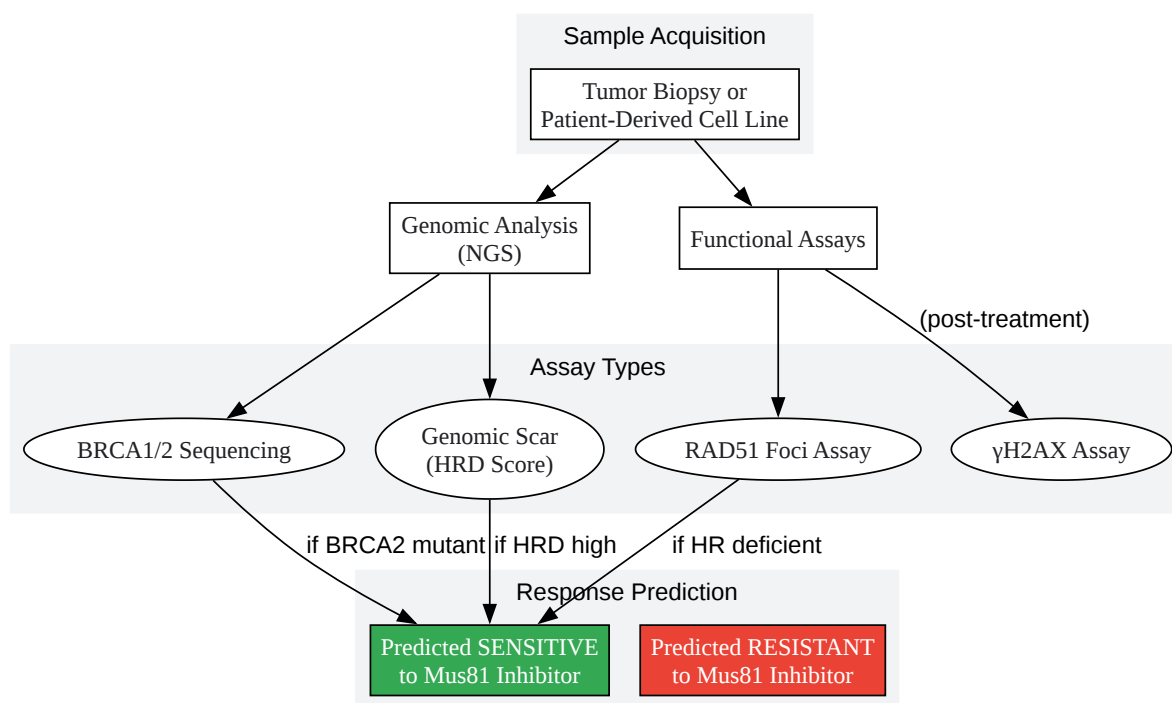 Sample Acquisition
Tumor Biopsy or
Patient-Derived Cell Line
Genomic Analysis
(NGS)
Functional Assays
(post-treatment)
Assay Types
BRCA1/2 Sequencing
Genomic Scar
(HRD Score)
RAD51 Foci Assay
γH2AX Assay
if BRCA2 mutant
if HRD high
if HR deficient
Response Prediction
Predicted SENSITIVE
to Mus81 Inhibitor
Predicted RESISTANT
to Mus81 Inhibitor